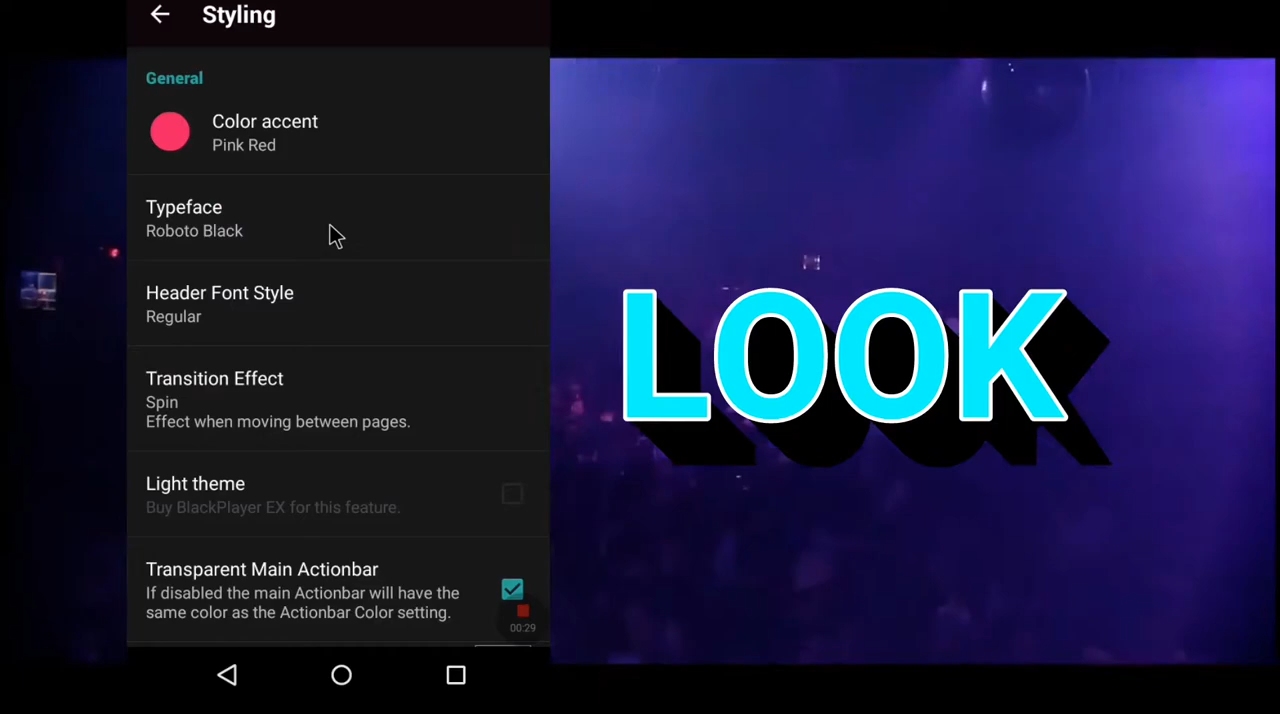 Styling
General
Color accent
Pink Red
Typeface
Roboto Black
Header Font Style
Regular
Transition Effect
Spin
Effect when moving between pages.
Light theme
Buy BlackPlayer EX for this feature.
Transparent Main Actionbar
If disabled the main Actionbar will have the
same color as the Actionbar Color setting.
00:29
LOOK